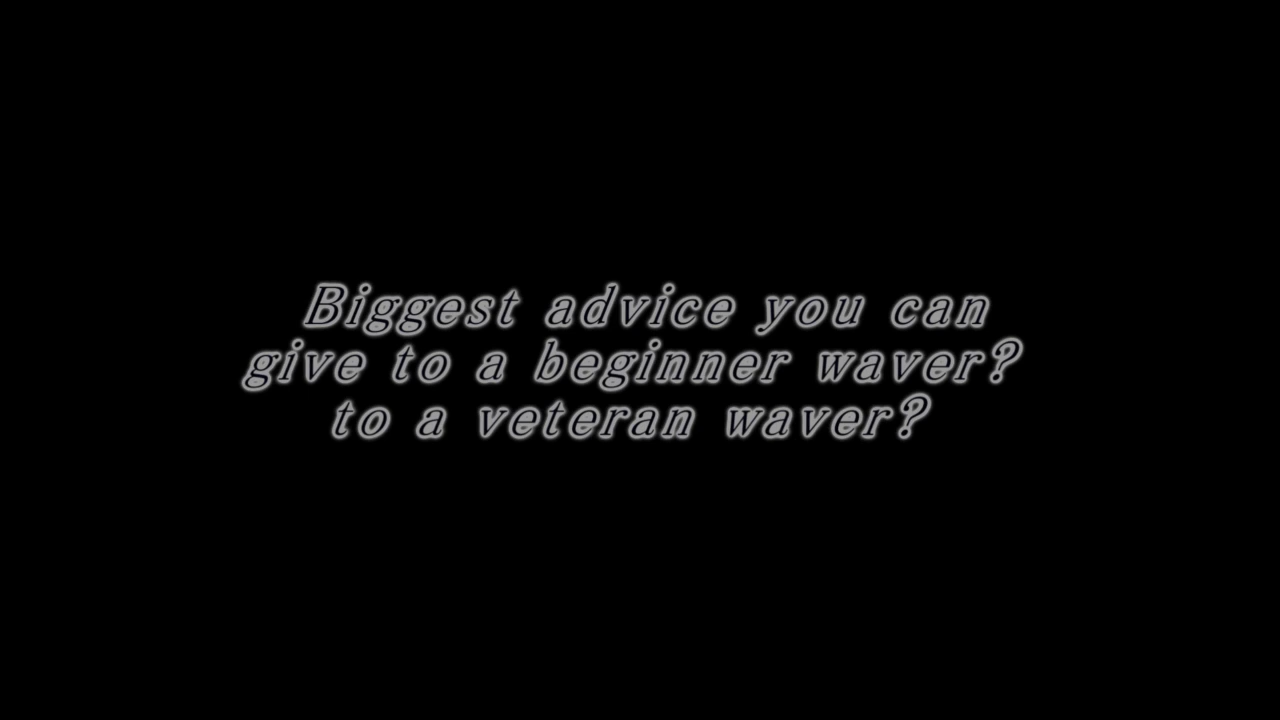 Biggest advice you can
give to a beginner waver?
to a veteran waver?